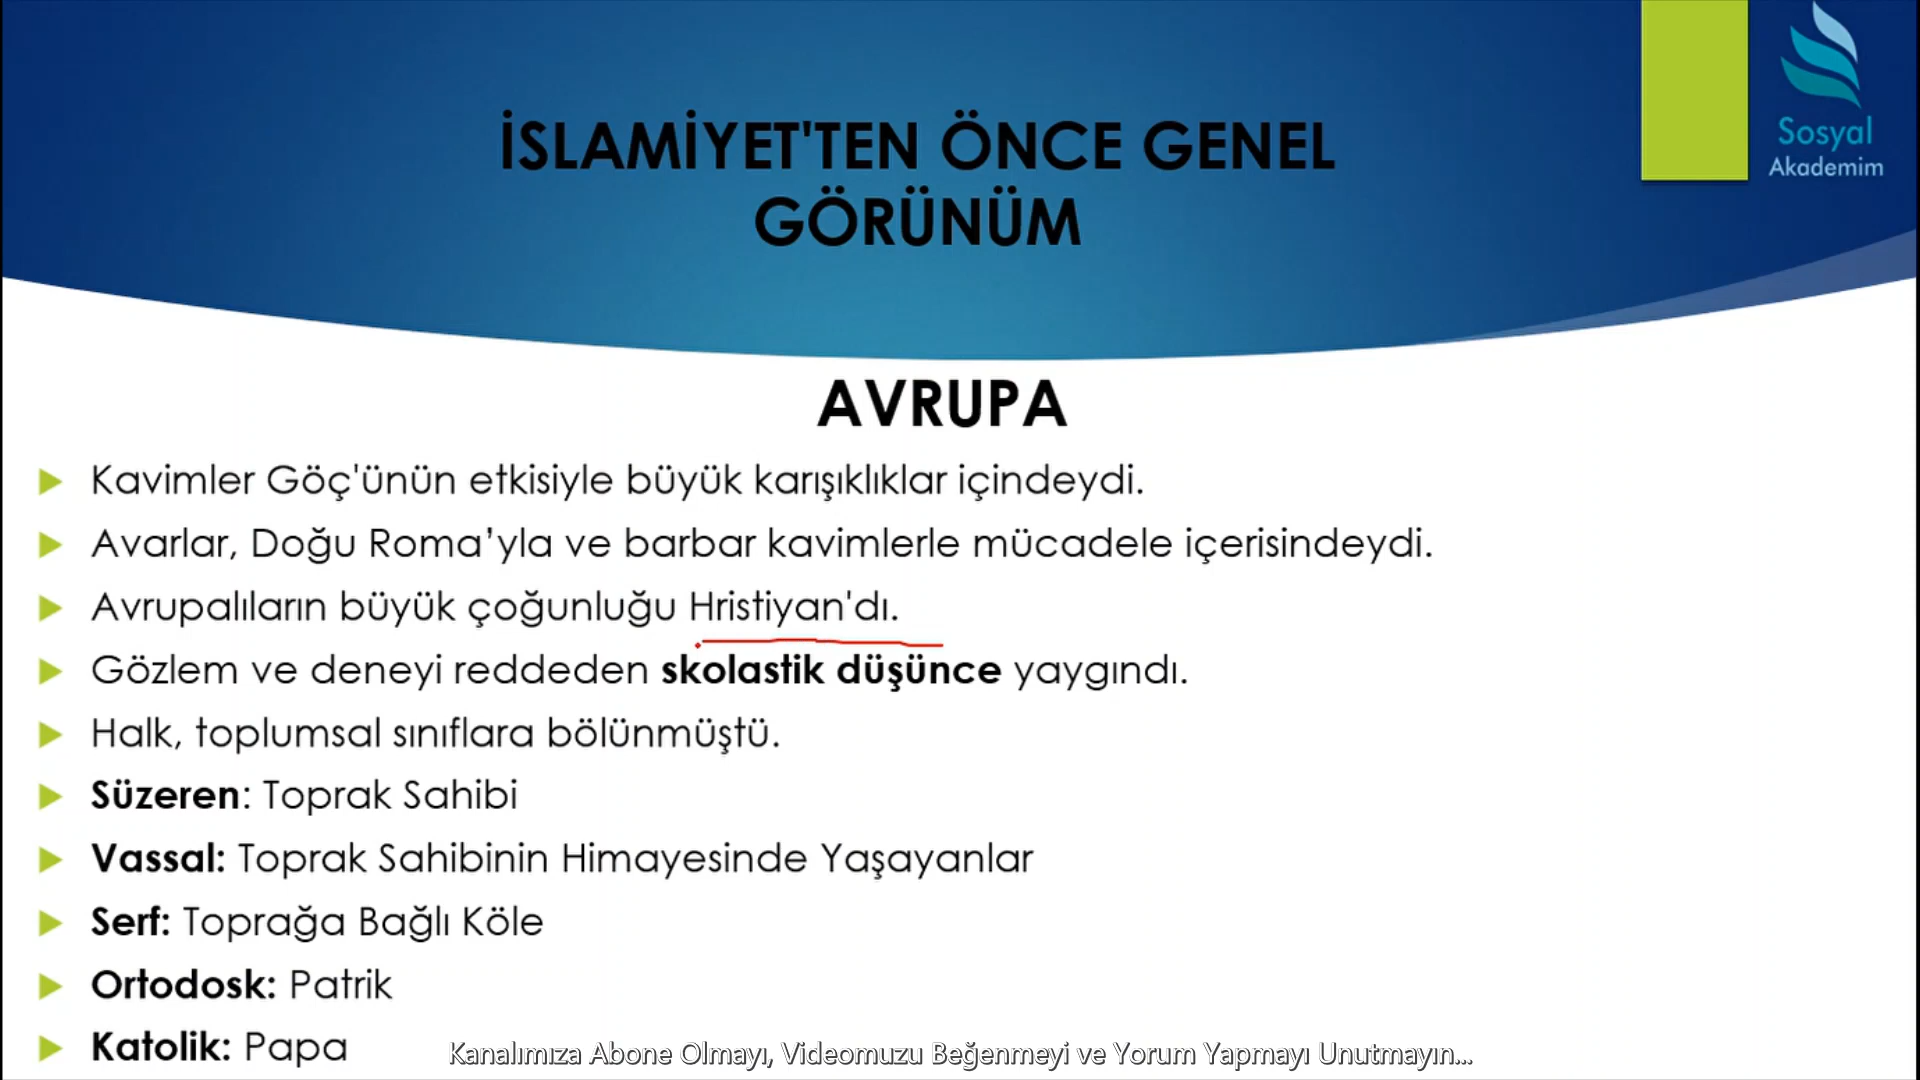 İSLAMİYET'TEN ÖNCE GENEL
GÖRÜNÜM
Sosyal
Akademim
AVRUPA
Kavimler Göç'ünün etkisiyle büyük karışıklıklar içindeydi.
Avarlar, Doğu Roma’yla ve barbar kavimlerle mücadele içerisindeydi.
Avrupalıların büyük çoğunluğu Hristiyan'dı.
Gözlem ve deneyi reddeden skolastik düşünce yaygındı.
Halk, toplumsal sınıflara bölünmüştü.
Süzeren: Toprak Sahibi
Vassal: Toprak Sahibinin Himayesinde Yaşayanlar
Serf: Toprağa Bağlı Köle
Ortodosk: Patrik
Katolik: Papa
Kanalımıza Abone Olmayı, Videomuzu Beğenmeyi ve Yorum Yapmayı Unutmayın...